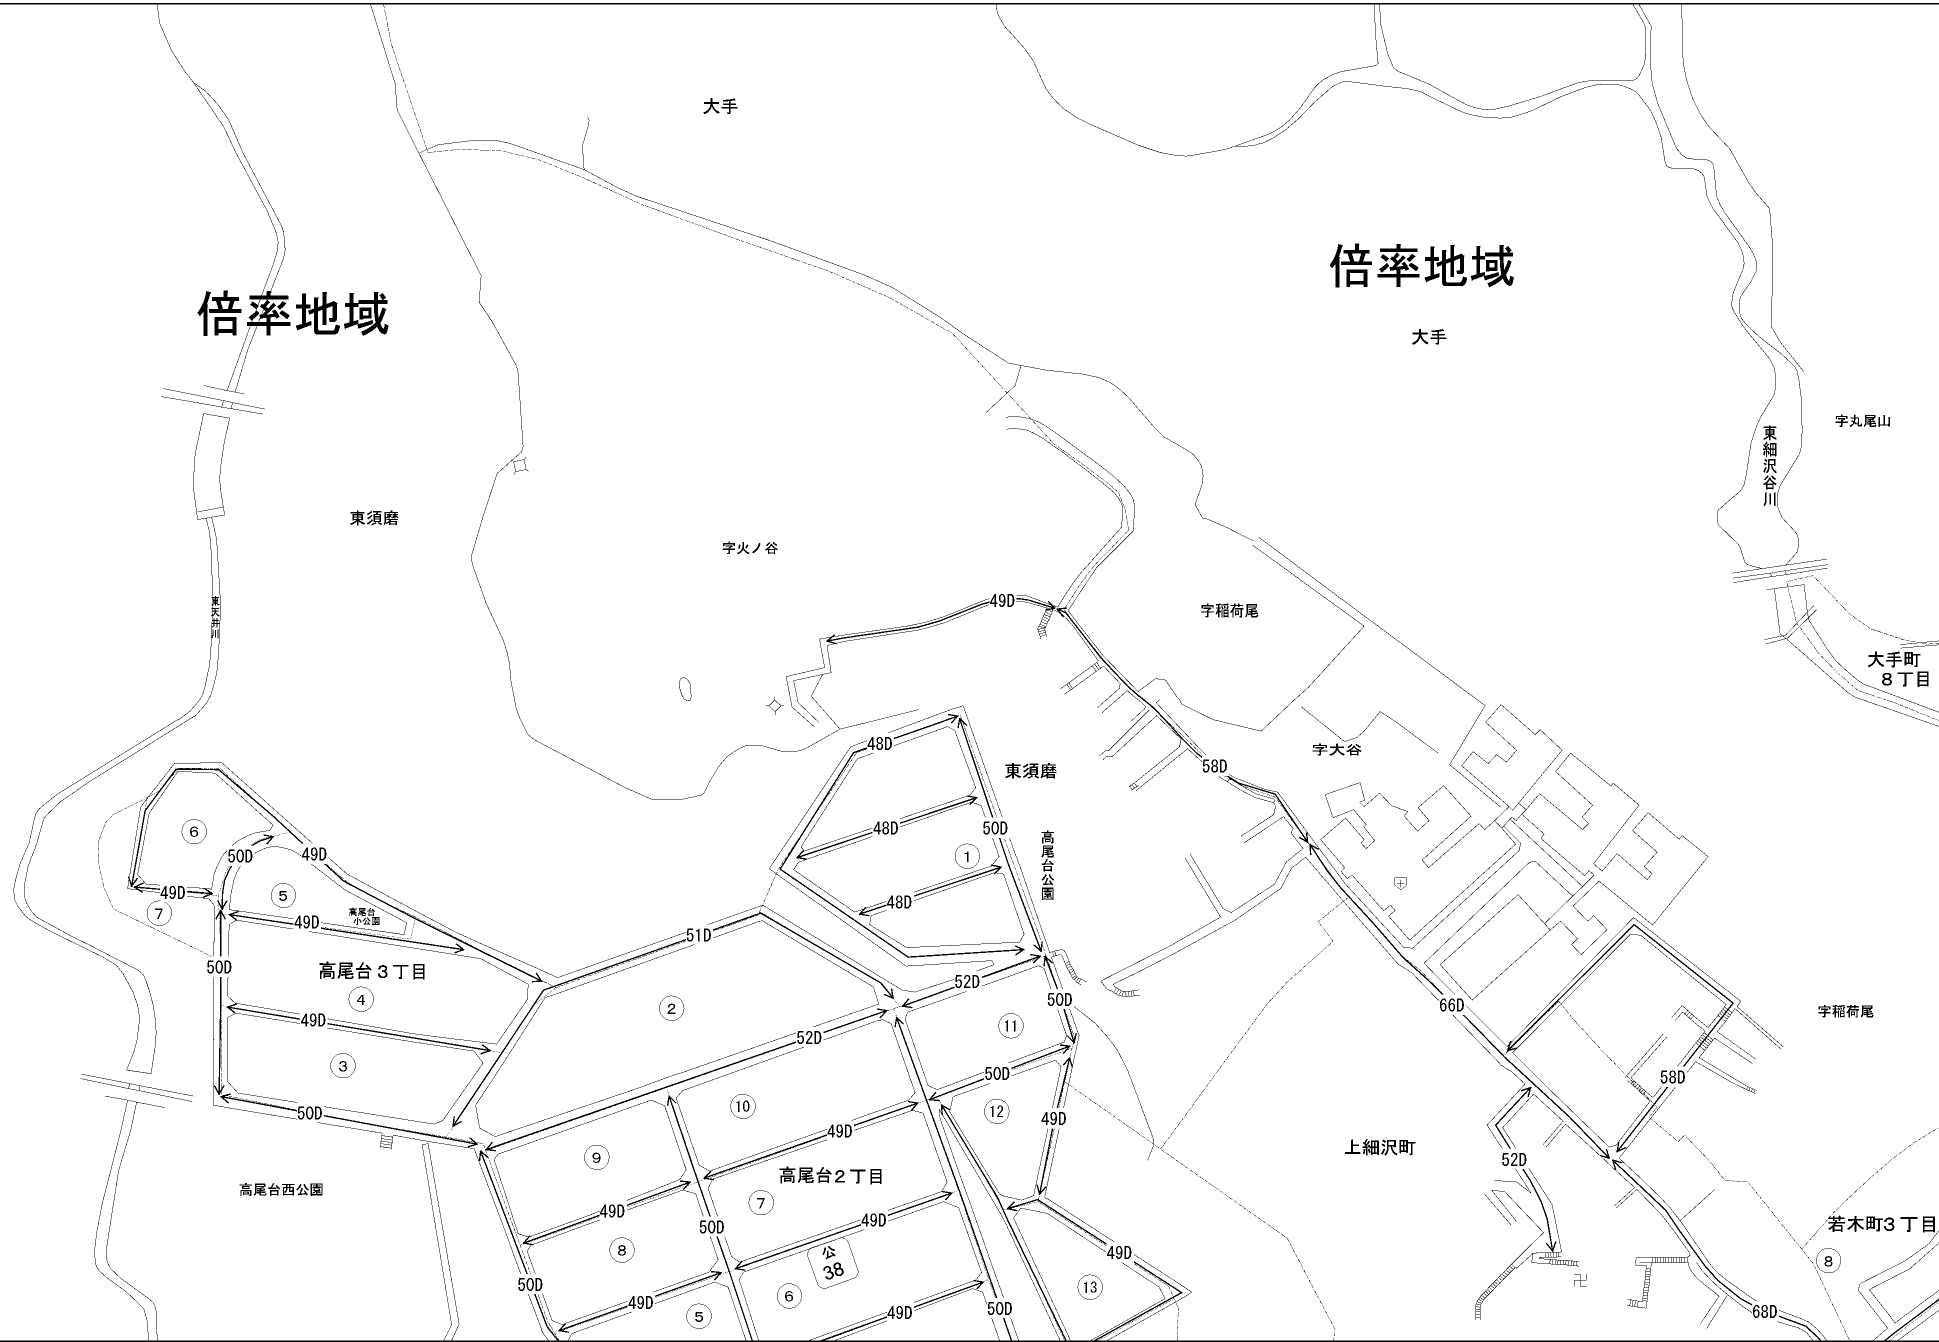 大手
倍率地域
倍率地域
大手
字丸尾山
東細沢谷川
東須磨
字火ノ谷
東天井川
49D
字稲荷尾
大手町
8丁目
48D
58D
字大谷
東須磨
48D
50D
高尾台公園
6
50D
49D
1
49D
5
48D
7
高尾台
小公園
49D
51D
50D
高尾台3丁目
52D
4
2
50D
66D
49D
52D
11
字稲荷尾
3
50D
58D
50D
10
12
49D
49D
9
高尾台2丁目
上細沢町
52D
高尾台西公園
7
49D
50D
49D
若木町3丁目
8
公
38
49D
8
50D
6
13
49D
5
49D
50D
68D